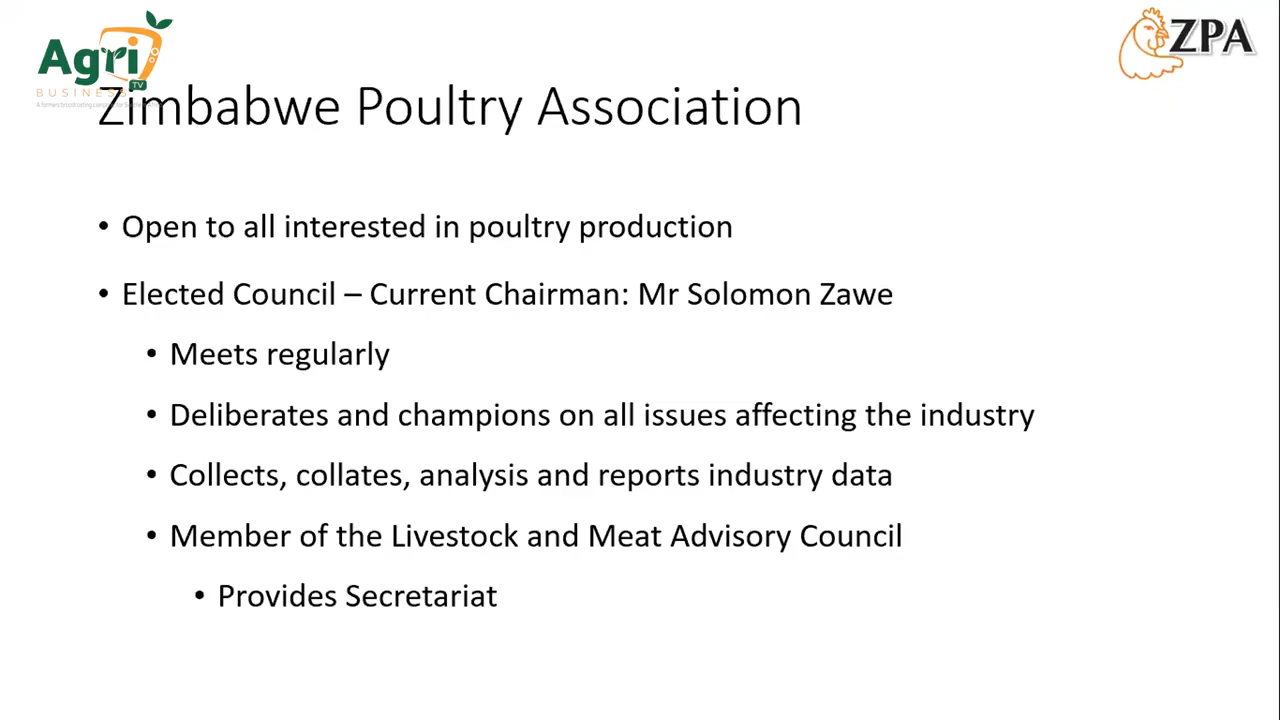 Agri
TV
BUSINESS
ZPA
Zimbabwe Poultry Association
• Open to all interested in poultry production
• Elected Council – Current Chairman: Mr Solomon Zawe
• Meets regularly
• Deliberates and champions on all issues affecting the industry
• Collects, collates, analysis and reports industry data
• Member of the Livestock and Meat Advisory Council
• Provides Secretariat